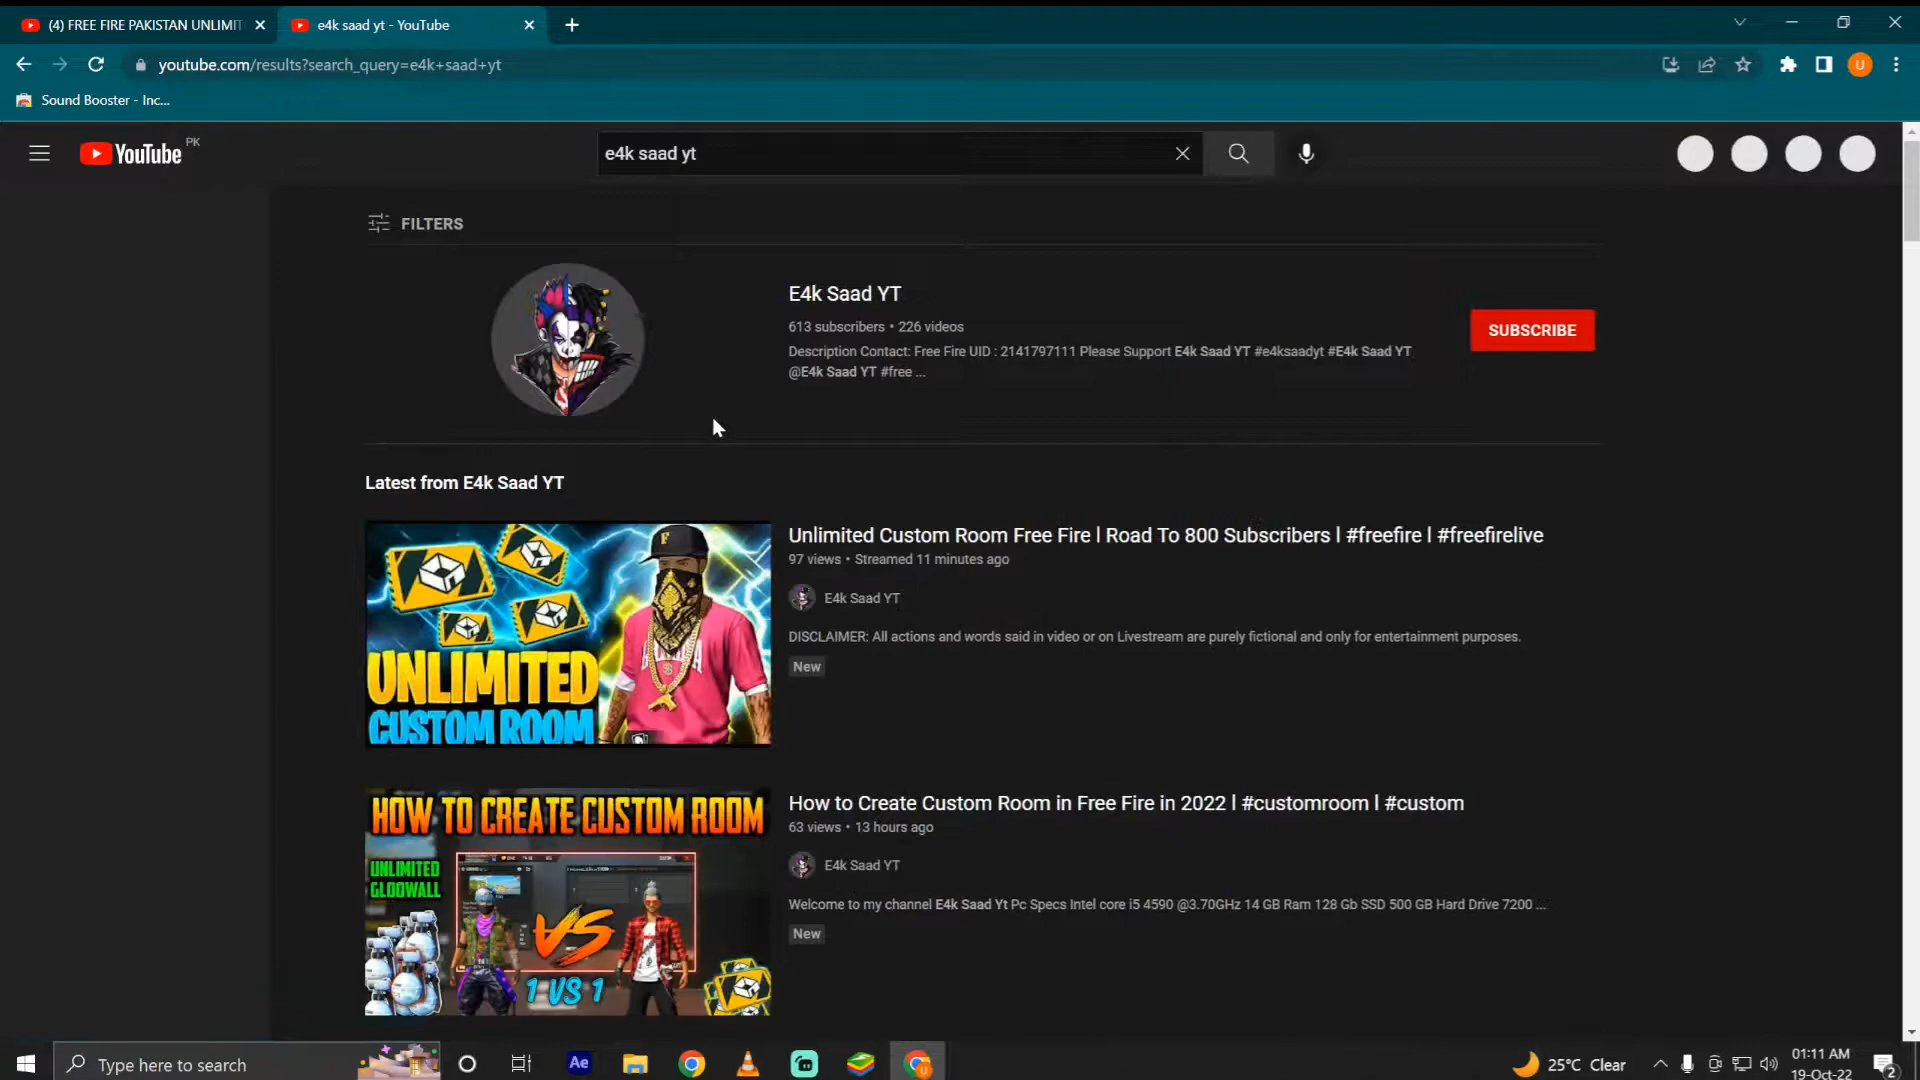 (4) FREE FIRE PAKISTAN UNLIMIT
e4k saad yt - YouTube
youtube.com/results?search_query=e4k+saad+yt
U
Sound Booster - Inc...
YouTube PK
e4k saad yt
FILTERS
E4k Saad YT
613 subscribers • 226 videos
SUBSCRIBE
Description Contact: Free Fire UID : 2141797111 Please Support E4k Saad YT #e4ksaadyt #E4k Saad YT
@E4k Saad YT #free ...
Latest from E4k Saad YT
UNLIMITED
CUSTOM ROOM
Unlimited Custom Room Free Fire l Road To 800 Subscribers l #freefire l #freefirelive
97 views • Streamed 11 minutes ago
E4k Saad YT
DISCLAIMER: All actions and words said in video or on Livestream are purely fictional and only for entertainment purposes.
New
HOW TO CREATE CUSTOM ROOM
UNLIMITED
GLOOWALL
VS
1 VS 1
How to Create Custom Room in Free Fire in 2022 l #customroom l #custom
63 views • 13 hours ago
E4k Saad YT
Welcome to my channel E4k Saad Yt Pc Specs Intel core i5 4590 @3.70GHz 14 GB Ram 128 Gb SSD 500 GB Hard Drive 7200 ...
New
Type here to search
Ae
25°C Clear
01:11 AM
19-Oct-22
2